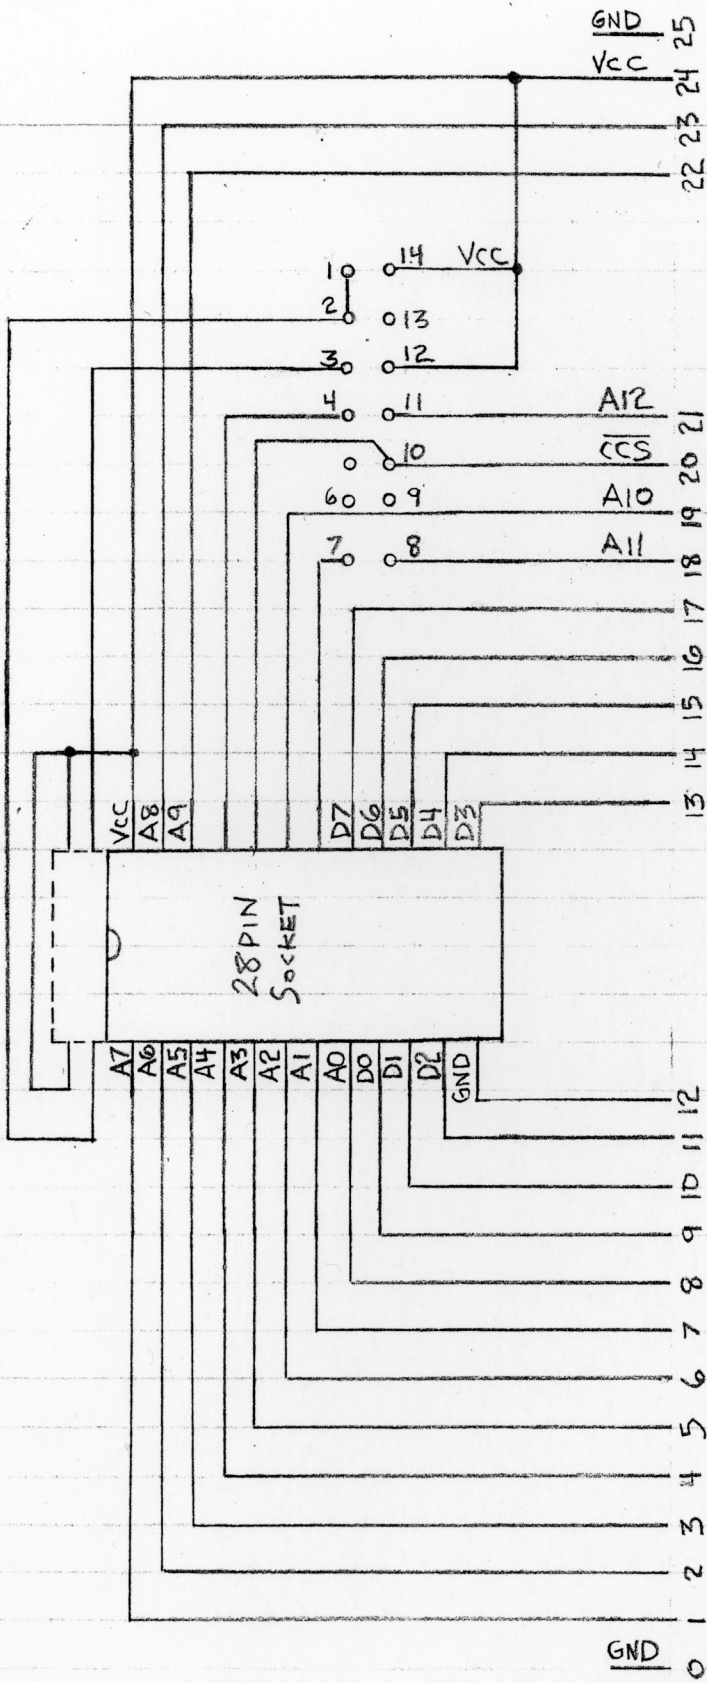 GND 25
VCC 24
23
22
1 14 VCC
2 13
3 12
4 11 A12 21
10 CCS 20
6 9 A10 19
7 8 A11 18
17
16
15
14
13
VCC
A8
A9
D7
D6
D5
D4
D3
28 PIN
SOCKET
A7
A6
A5
A4
A3
A2
A1
A0
D0
D1
D2
GND
12
11
10
9
8
7
6
5
4
3
2
1
GND 0